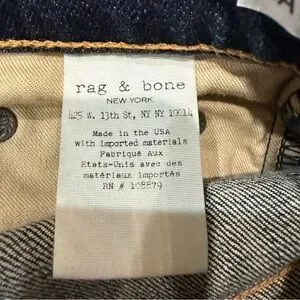 rag & bone
NEW YORK
425 W. 13th St, NY NY 10014
Made in the USA
with imported materials
Fabriqué Aux
Etats-Unis avec des
matériaux importés
RN # 108879
A